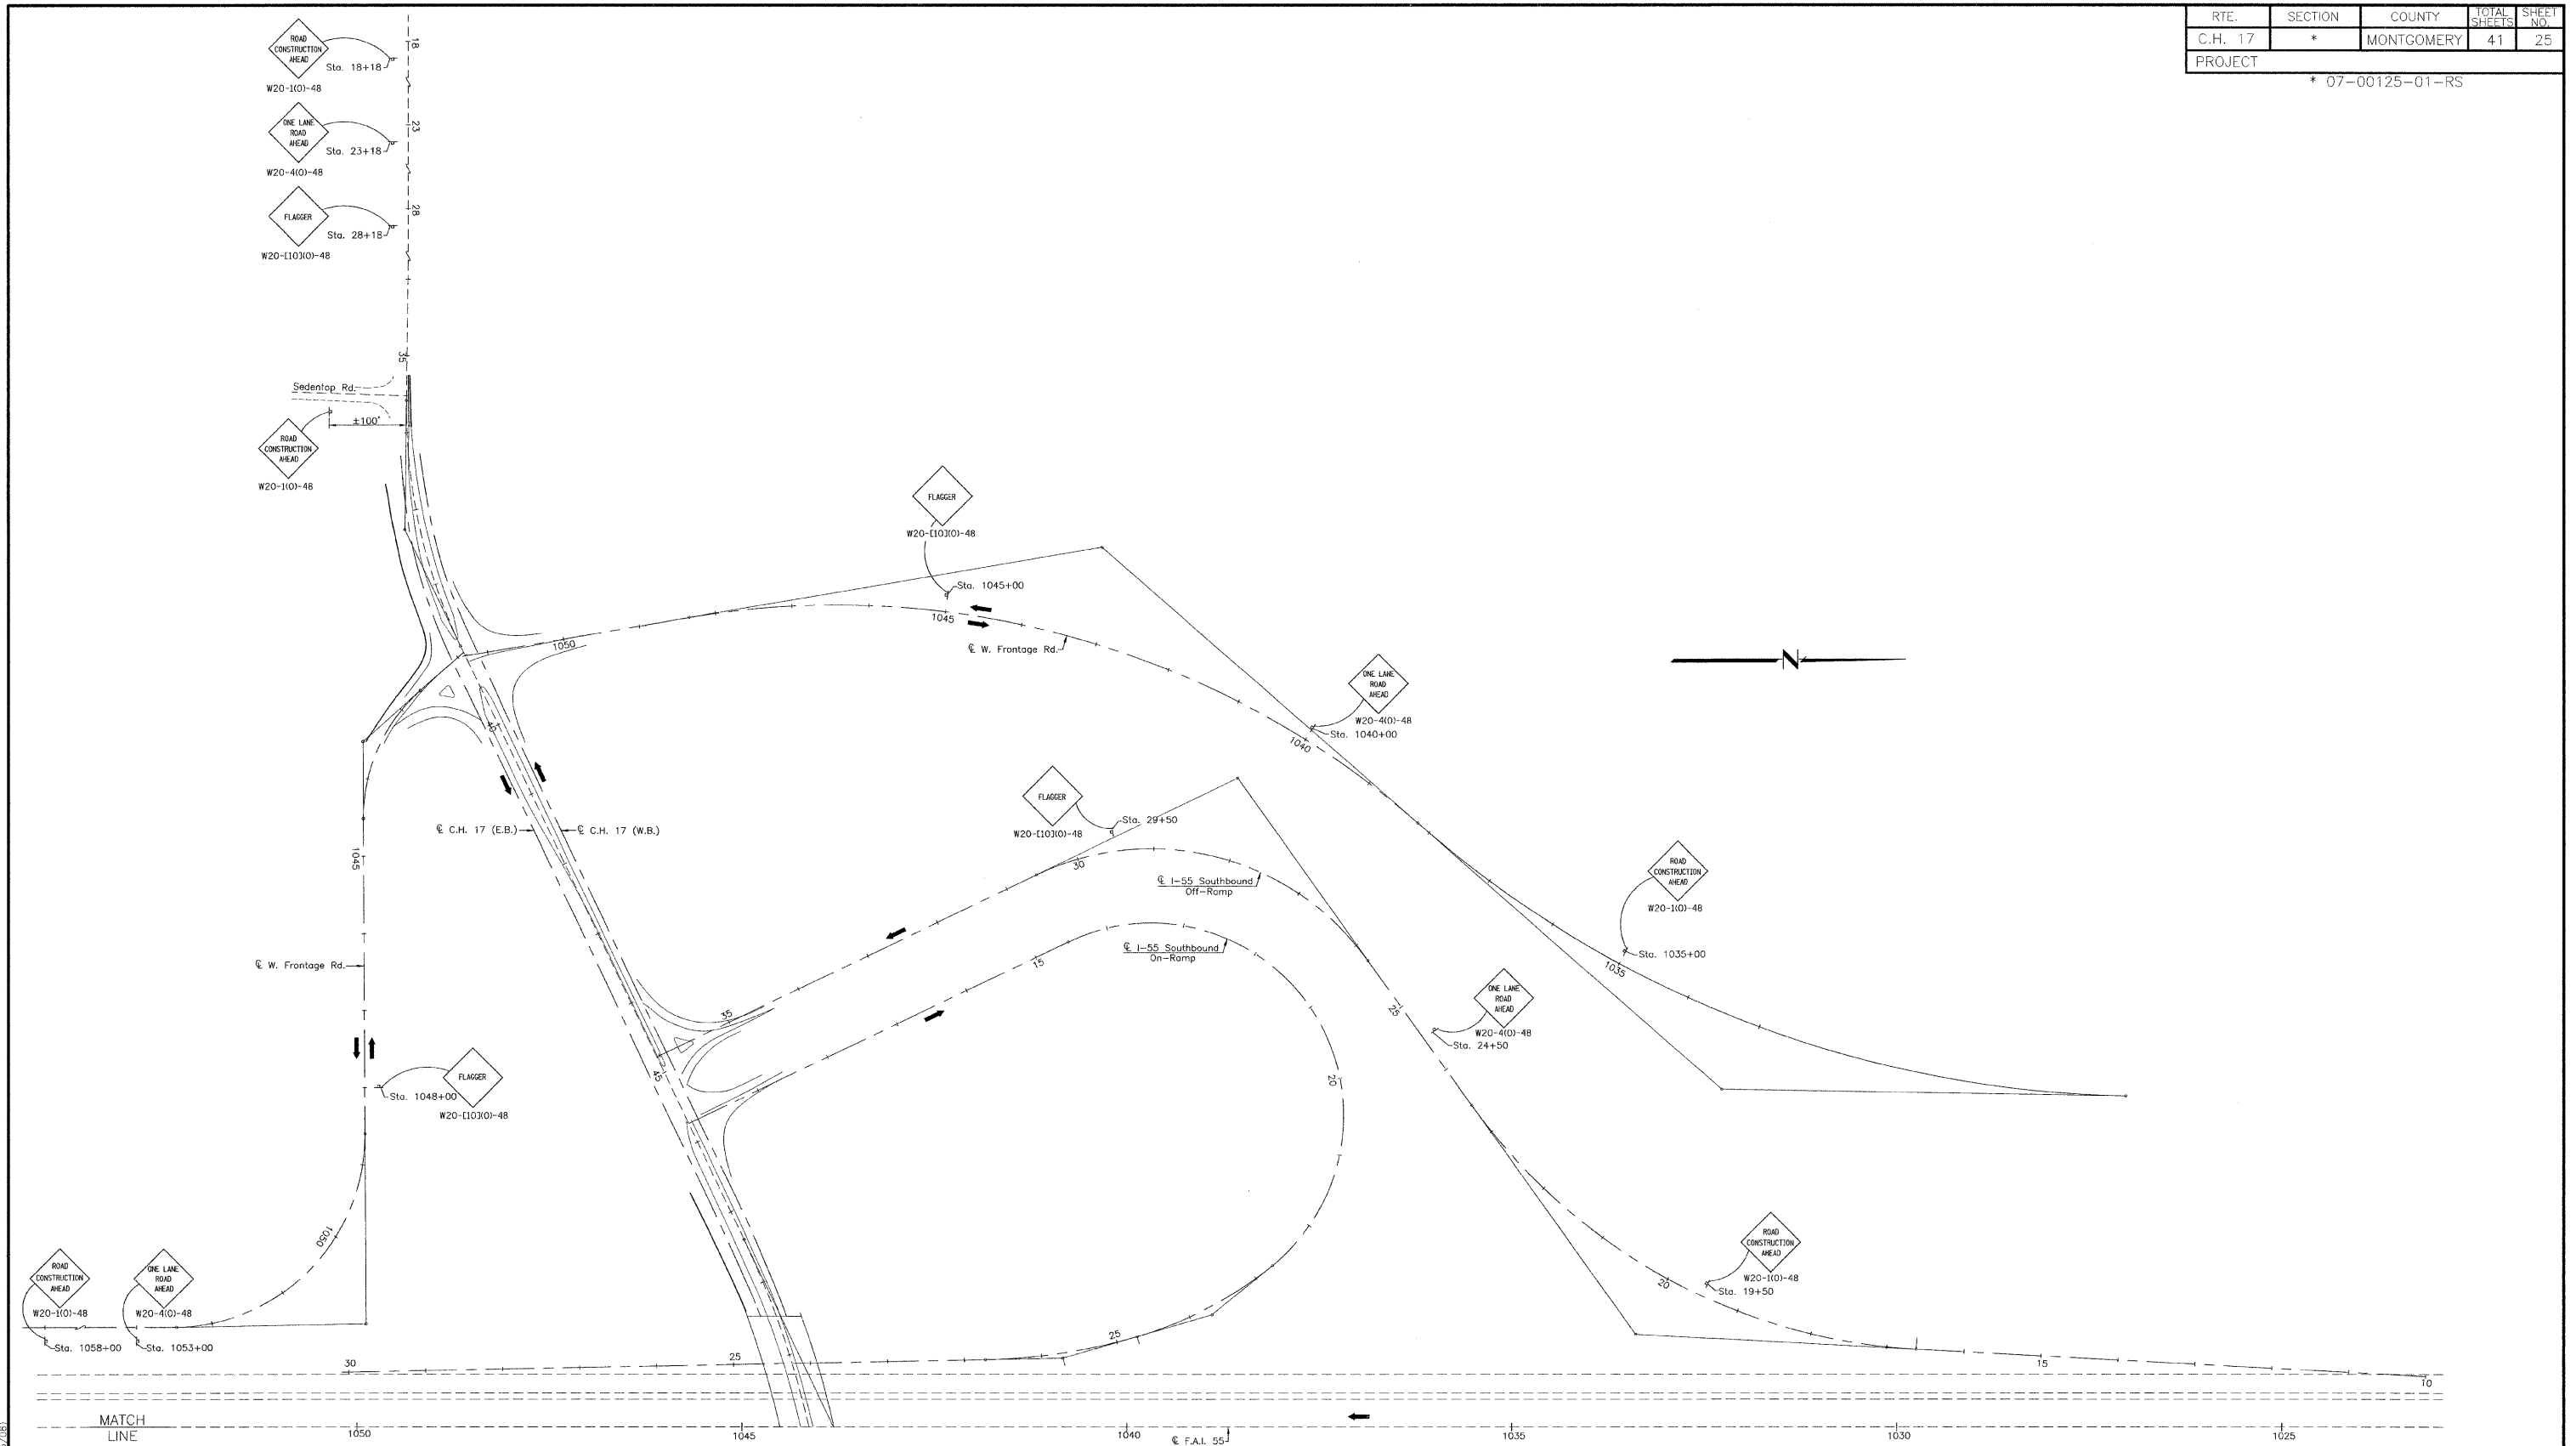 RTE. SECTION COUNTY TOTAL SHEETS SHEET NO.
C.H. 17 * MONTGOMERY 41 25
PROJECT
* 07-00125-01-RS
ROAD
CONSTRUCTION
AHEAD
Sta. 18+18
W20-1(O)-48
18
ONE LANE
ROAD
AHEAD
Sta. 23+18
W20-4(O)-48
23
FLAGGER
Sta. 28+18
W20-[10](O)-48
28
35
Sedentop Rd.
±100'
ROAD
CONSTRUCTION
AHEAD
W20-1(O)-48
FLAGGER
W20-[10](O)-48
Sta. 1045+00
1045
1050
℄ W. Frontage Rd.
N
ONE LANE
ROAD
AHEAD
W20-4(O)-48
Sta. 1040+00
1040
40
FLAGGER
W20-[10](O)-48
Sta. 29+50
30
℄ C.H. 17 (E.B.)
℄ C.H. 17 (W.B.)
1045
℄ I-55 Southbound
Off-Ramp
℄ I-55 Southbound
On-Ramp
15
ROAD
CONSTRUCTION
AHEAD
W20-1(O)-48
Sta. 1035+00
1035
℄ W. Frontage Rd.
35
25
ONE LANE
ROAD
AHEAD
W20-4(O)-48
Sta. 24+50
45
20
FLAGGER
Sta. 1048+00
W20-[10](O)-48
1050
ROAD
CONSTRUCTION
AHEAD
W20-1(O)-48
Sta. 19+50
20
ROAD
CONSTRUCTION
AHEAD
W20-1(O)-48
Sta. 1058+00
ONE LANE
ROAD
AHEAD
W20-4(O)-48
Sta. 1053+00
25
30
25
15
10
MATCH
LINE
1050
1045
1040
℄ F.A.I. 55
1035
1030
1025